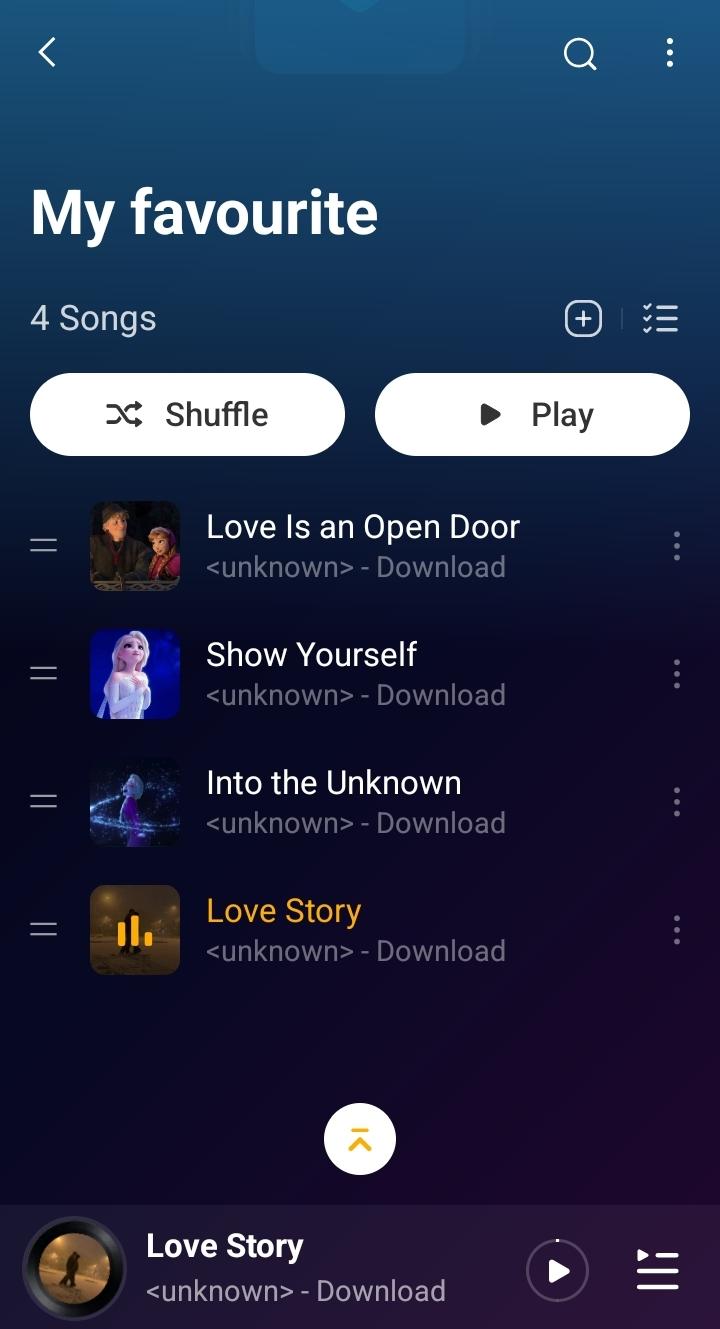 My favourite
4 Songs
Shuffle
Play
Love Is an Open Door
<unknown> - Download
Show Yourself
<unknown> - Download
Into the Unknown
<unknown> - Download
Love Story
<unknown> - Download
Love Story
<unknown> - Download